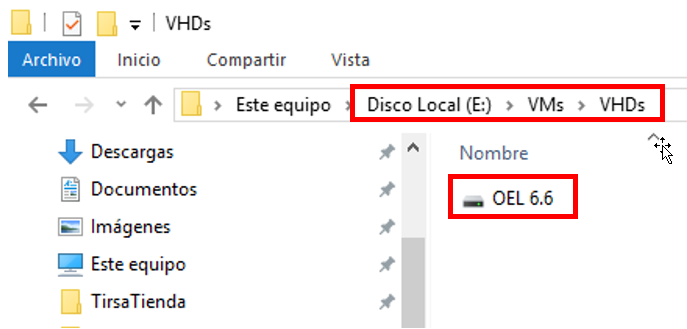 VHDs
Archivo Inicio Compartir Vista
Este equipo Disco Local (E:) VMs VHDs
Descargas
Documentos
Imágenes
Este equipo
TirsaTienda
Nombre
OEL 6.6